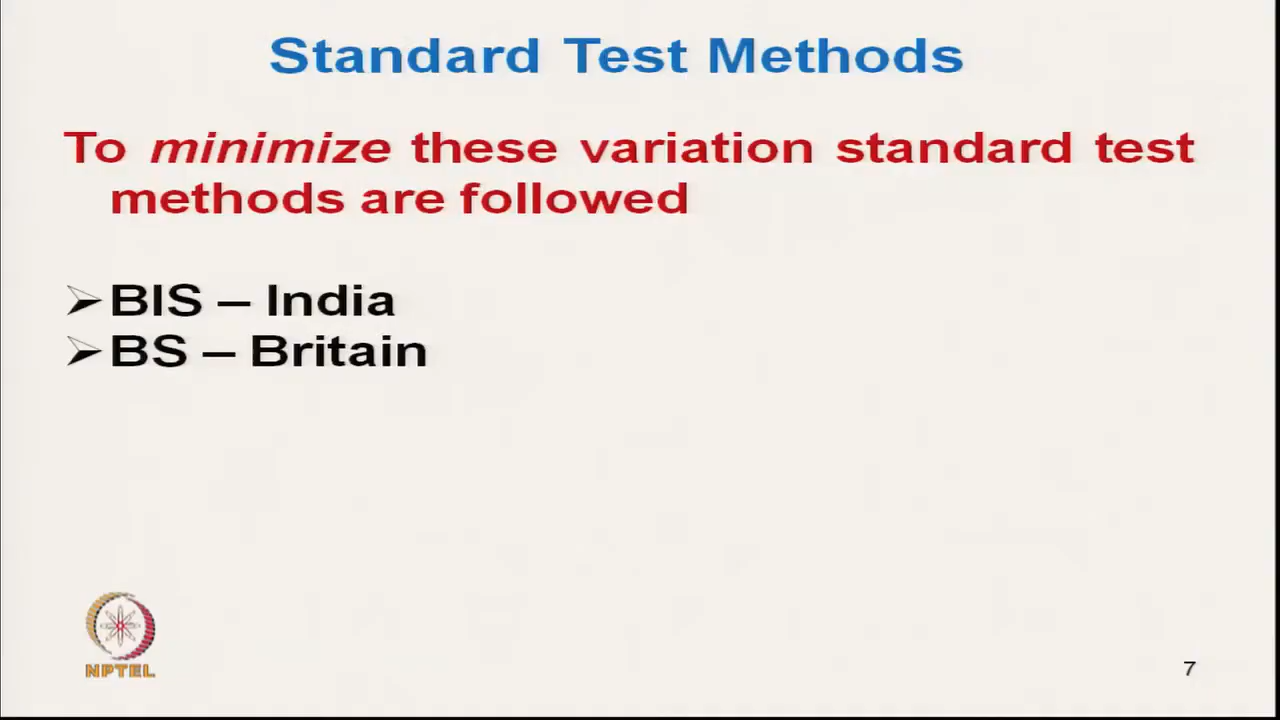 Standard Test Methods
To minimize these variation standard test
methods are followed
➢BIS – India
➢BS – Britain
NPTEL
7